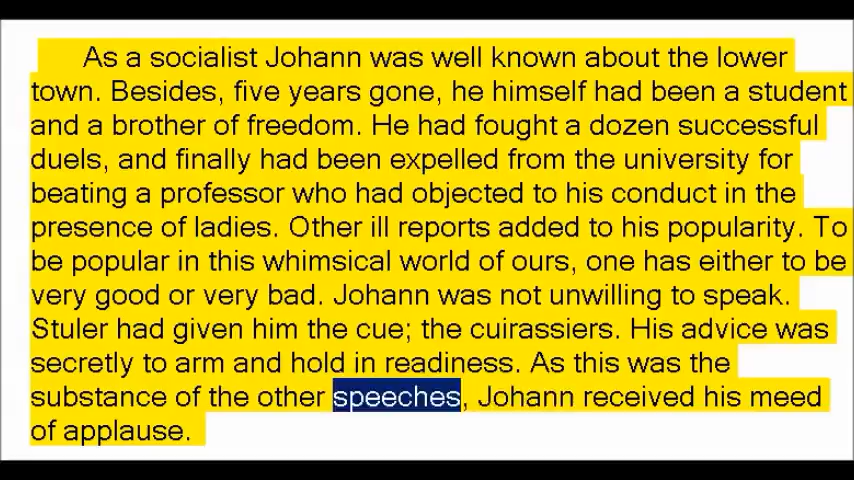 As a socialist Johann was well known about the lower
town. Besides, five years gone, he himself had been a student
and a brother of freedom. He had fought a dozen successful
duels, and finally had been expelled from the university for
beating a professor who had objected to his conduct in the
presence of ladies. Other ill reports added to his popularity. To
be popular in this whimsical world of ours, one has either to be
very good or very bad. Johann was not unwilling to speak.
Stuler had given him the cue; the cuirassiers. His advice was
secretly to arm and hold in readiness. As this was the
substance of the other speeches, Johann received his meed
of applause.